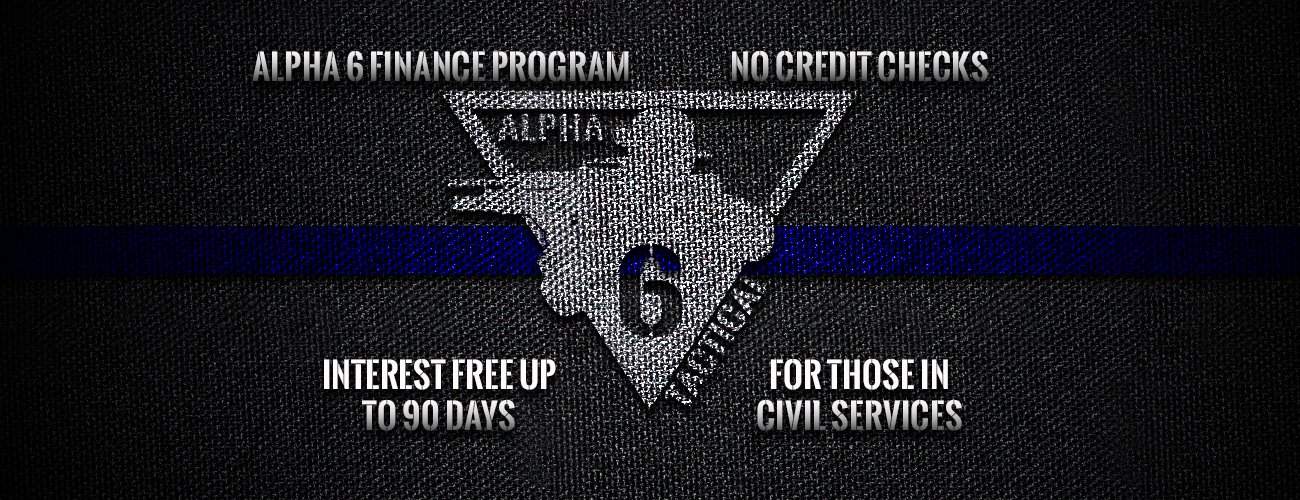 ALPHA 6 FINANCE PROGRAM
NO CREDIT CHECKS
ALPHA
6
TACTICAL
INTEREST FREE UP
TO 90 DAYS
FOR THOSE IN
CIVIL SERVICES